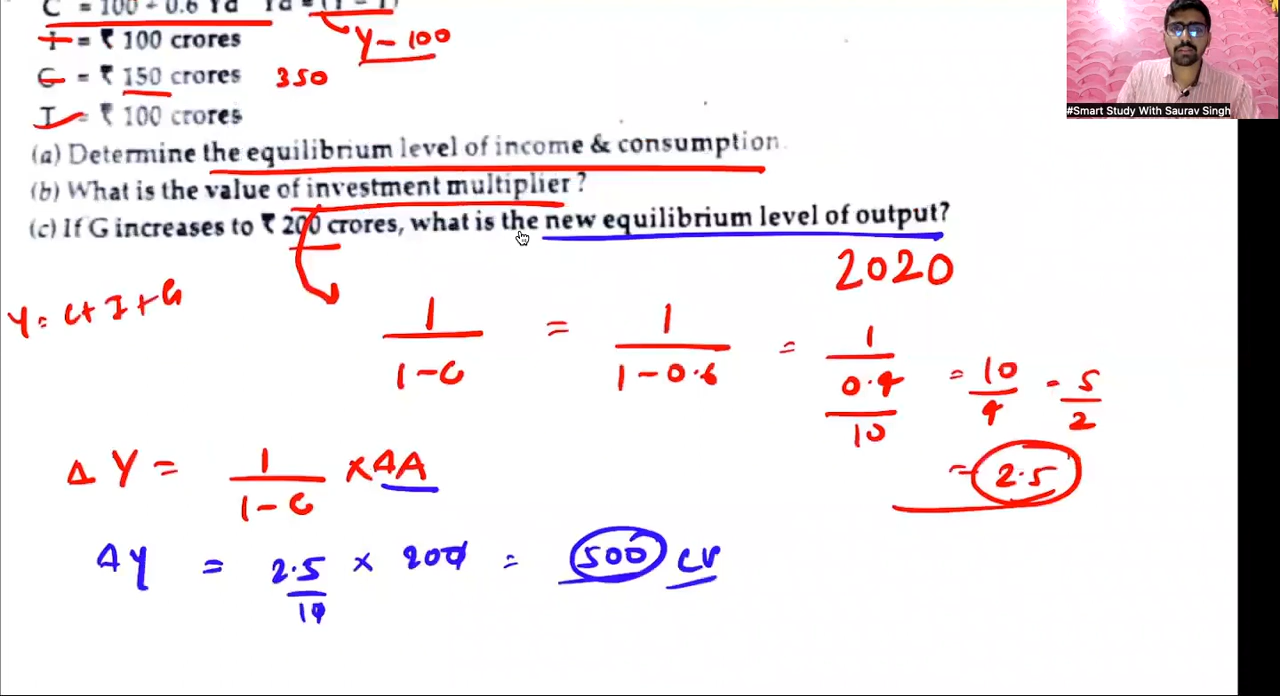 C = 100 + 0.6 Yd Yd = (Y - T)
Y - 100
I = ₹ 100 crores
G = ₹ 150 crores 350
T = ₹ 100 crores
(a) Determine the equilibrium level of income & consumption.
(b) What is the value of investment multiplier ?
(c) If G increases to ₹ 200 crores, what is the new equilibrium level of output?
2020
Y = C + I + G
1/1-C = 1/1-0.6 = 1/0.4/10 = 10/4 = 5/2
= 2.5
Δ Y = 1/1-C × ΔA
ΔY = 2.5/10 × 200 = 500 cr
#Smart Study With Saurav Singh